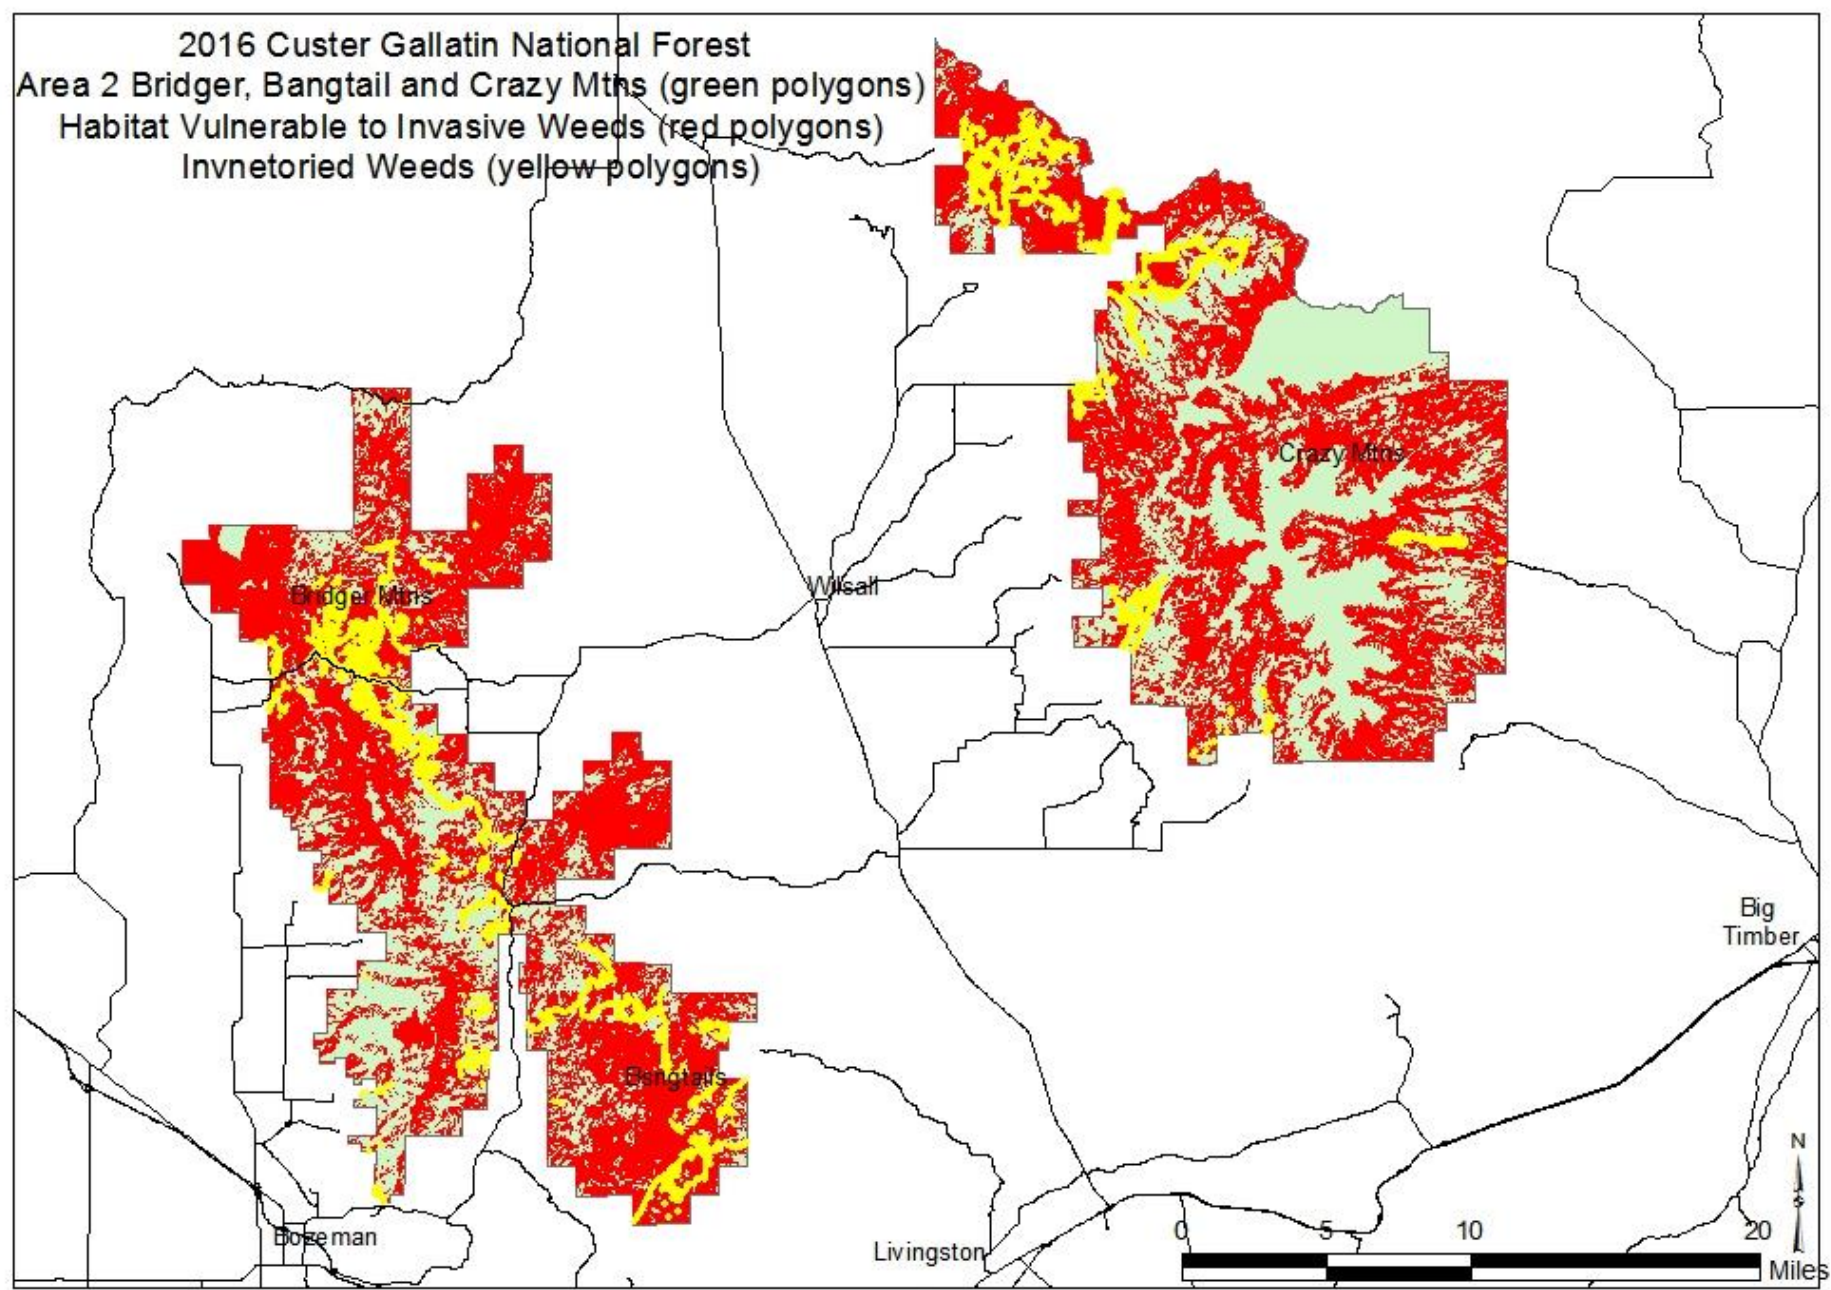 2016 Custer Gallatin National Forest
Area 2 Bridger, Bangtail and Crazy Mtns (green polygons)
Habitat Vulnerable to Invasive Weeds (red polygons)
Invnetoried Weeds (yellow polygons)
Crazy Mtns
Wilsall
Bridger Mtns
Big
Timber
Bangtails
N
S
Bozeman
Livingston
0 5 10 20
Miles